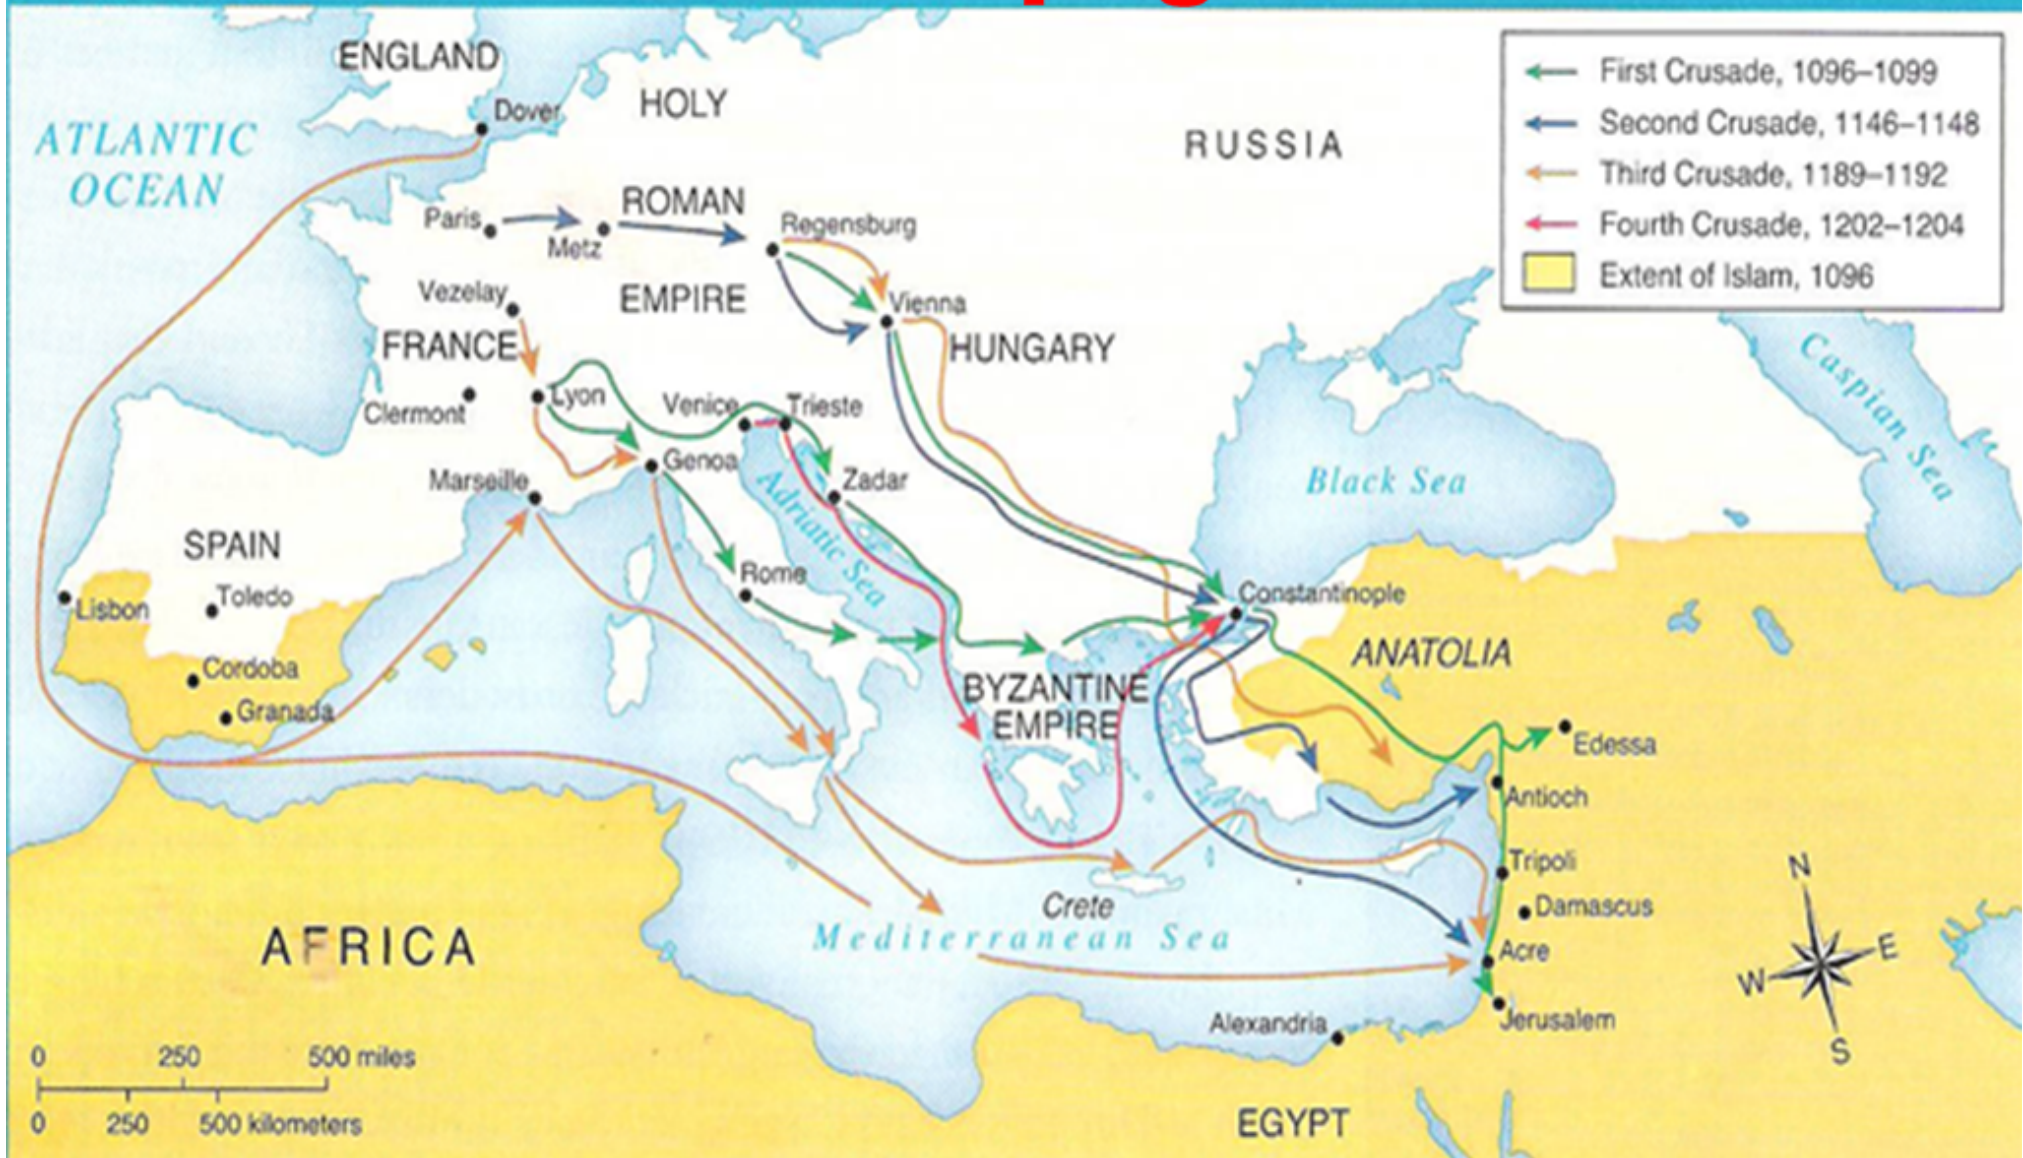 ENGLAND
Dover
HOLY
ATLANTIC
OCEAN
RUSSIA
First Crusade, 1096–1099
Second Crusade, 1146–1148
Third Crusade, 1189–1192
Fourth Crusade, 1202–1204
Extent of Islam, 1096
Paris
Metz
ROMAN
Regensburg
Vezelay
EMPIRE
Vienna
FRANCE
HUNGARY
Caspian Sea
Clermont
Lyon
Venice
Trieste
Marseille
Genoa
Zadar
Black Sea
Adriatic Sea
SPAIN
Lisbon
Toledo
Rome
Constantinople
Cordoba
Granada
BYZANTINE
EMPIRE
ANATOLIA
Edessa
Antioch
Tripoli
Damascus
Crete
Mediterranean Sea
Acre
AFRICA
Alexandria
Jerusalem
N
E
W
S
0 250 500 miles
0 250 500 kilometers
EGYPT